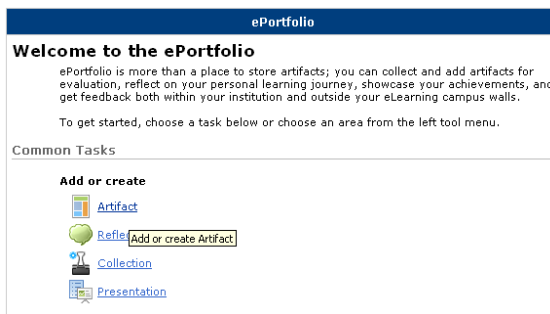 ePortfolio
Welcome to the ePortfolio
ePortfolio is more than a place to store artifacts; you can collect and add artifacts for
evaluation, reflect on your personal learning journey, showcase your achievements, and
get feedback both within your institution and outside your eLearning campus walls.
To get started, choose a task below or choose an area from the left tool menu.
Common Tasks
Add or create
Artifact
Add or create Artifact
Collection
Presentation